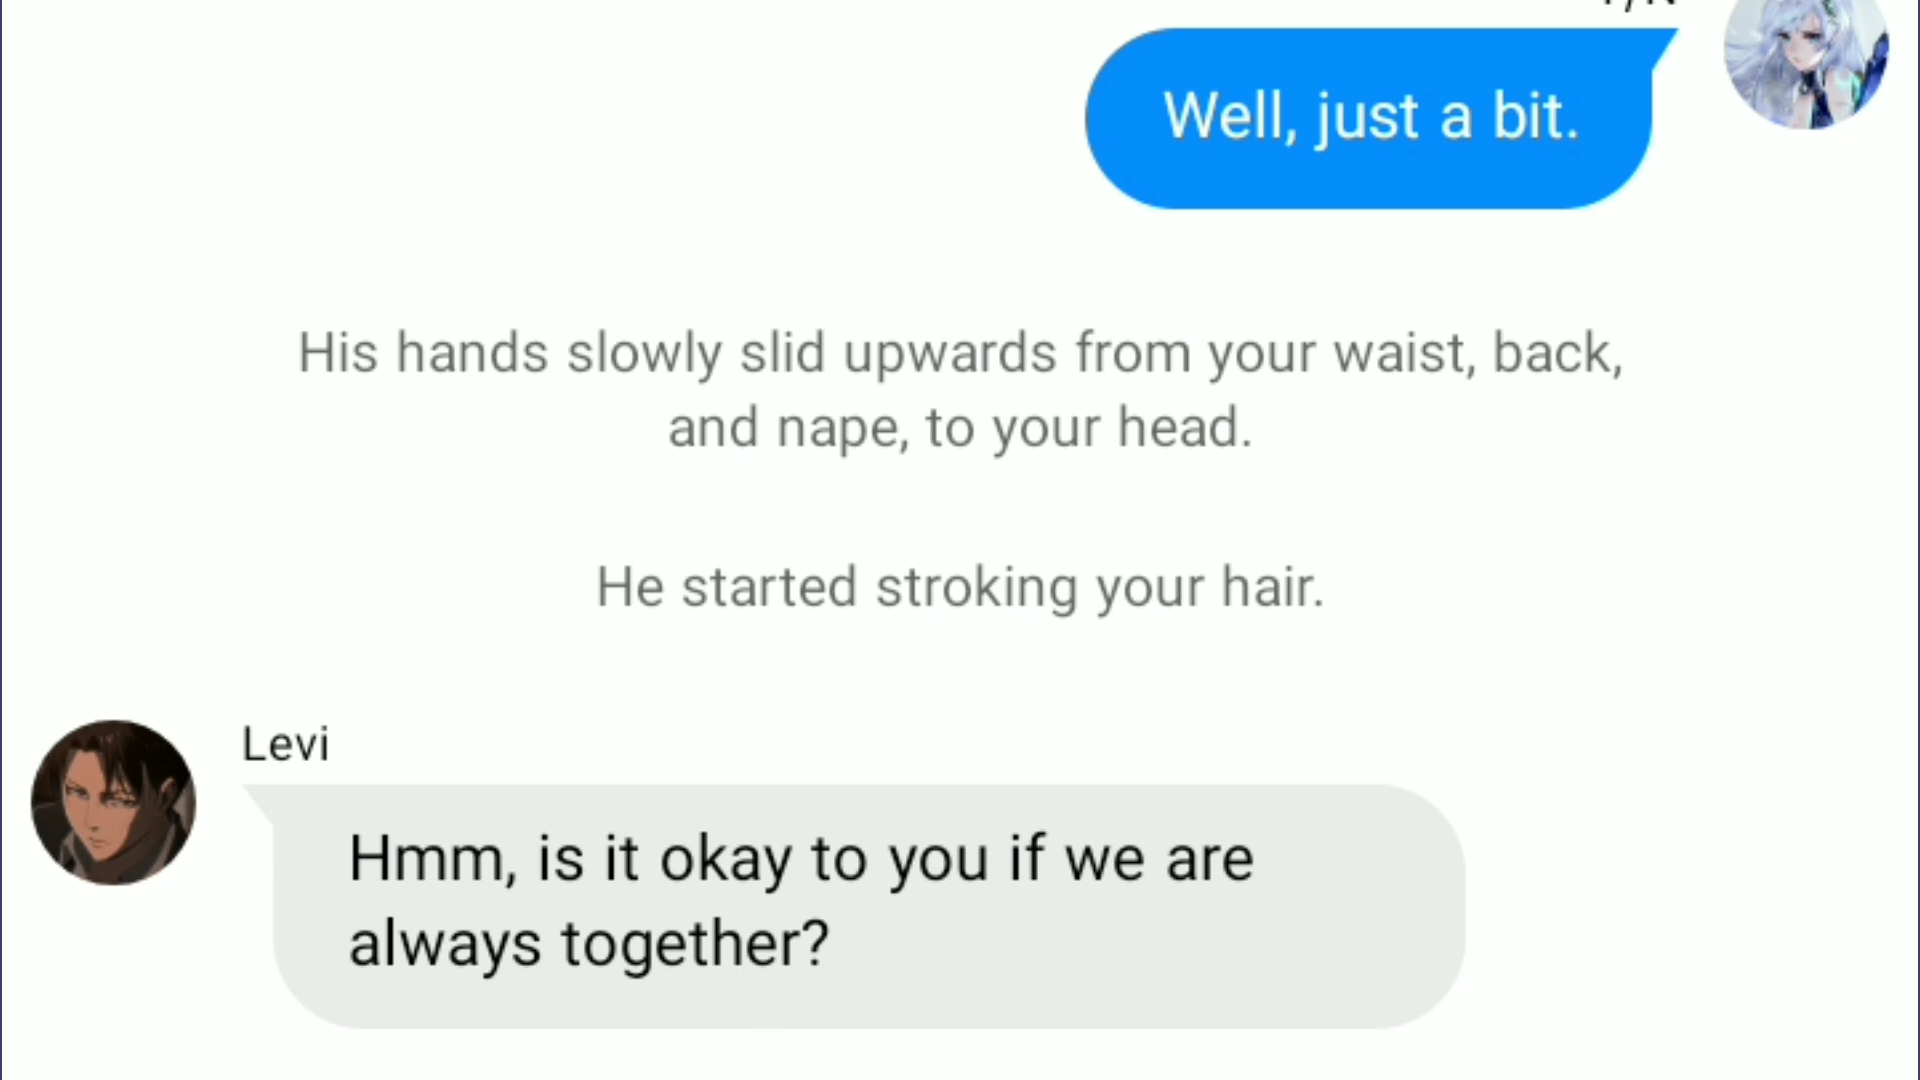 Well, just a bit.
His hands slowly slid upwards from your waist, back,
and nape, to your head.
He started stroking your hair.
Levi
Hmm, is it okay to you if we are
always together?